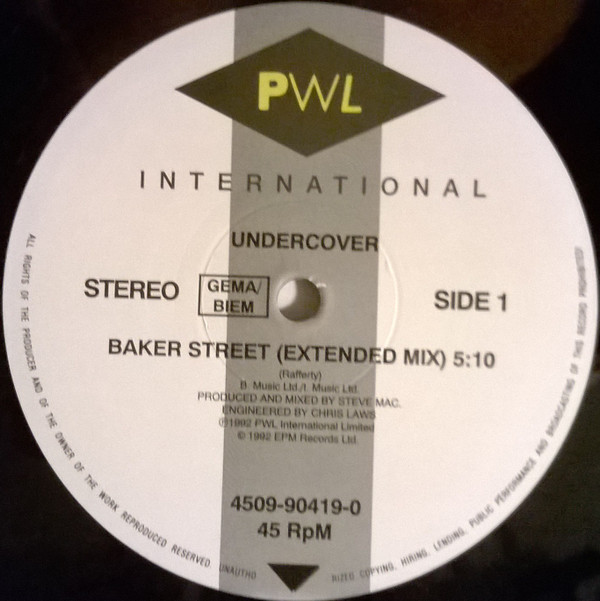 PWL
INTERNATIONAL
UNDERCOVER
STEREO
GEMA/
BIEM
SIDE 1
BAKER STREET (EXTENDED MIX) 5:10
(Rafferty)
B. Music Ltd./I. Music Ltd.
PRODUCED AND MIXED BY STEVE MAC.
ENGINEERED BY CHRIS LAWS
℗1992 PWL International Limited
© 1992 EPM Records Ltd.
4509-90419-0
45 RpM
ALL RIGHTS OF THE PRODUCER AND OF THE OWNER OF THE WORK REPRODUCED RESERVED UNAUTHO RIZED COPYING, HIRING, LENDING, PUBLIC PERFORMANCE AND BROADCASTING OF THIS RECORD PROHIBITED!